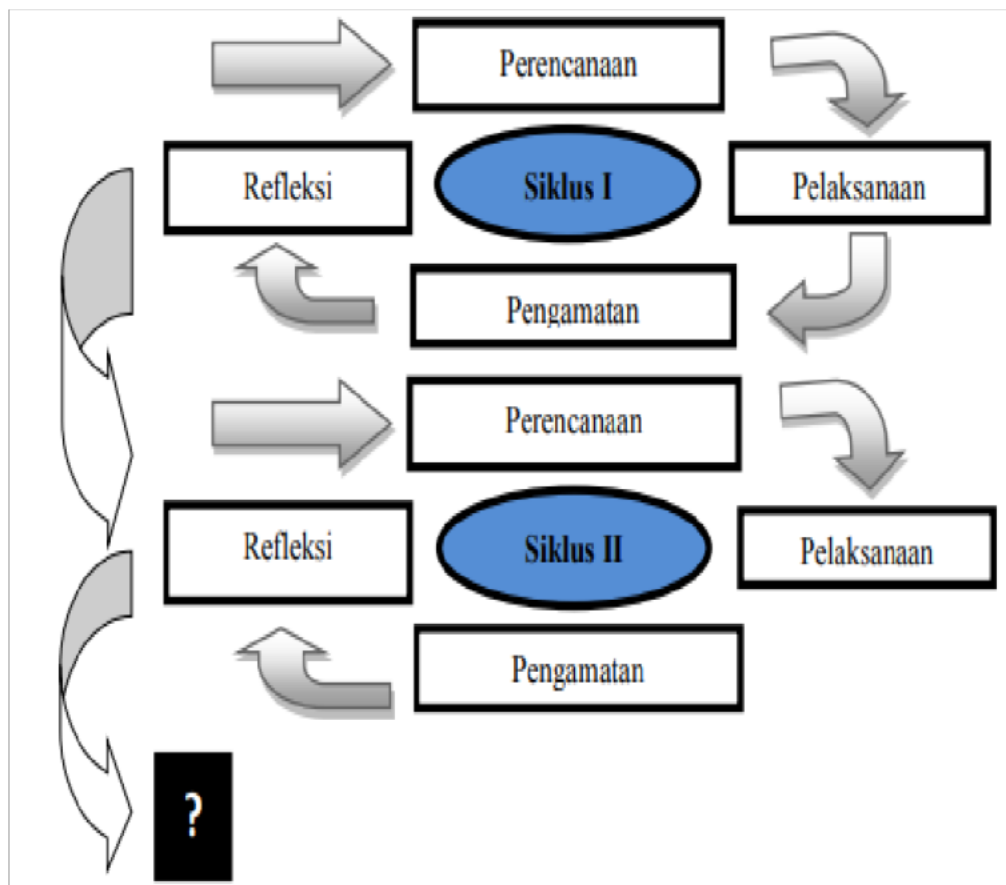 Perencanaan
Refleksi
Siklus I
Pelaksanaan
Pengamatan
Perencanaan
Refleksi
Siklus II
Pelaksanaan
Pengamatan
?